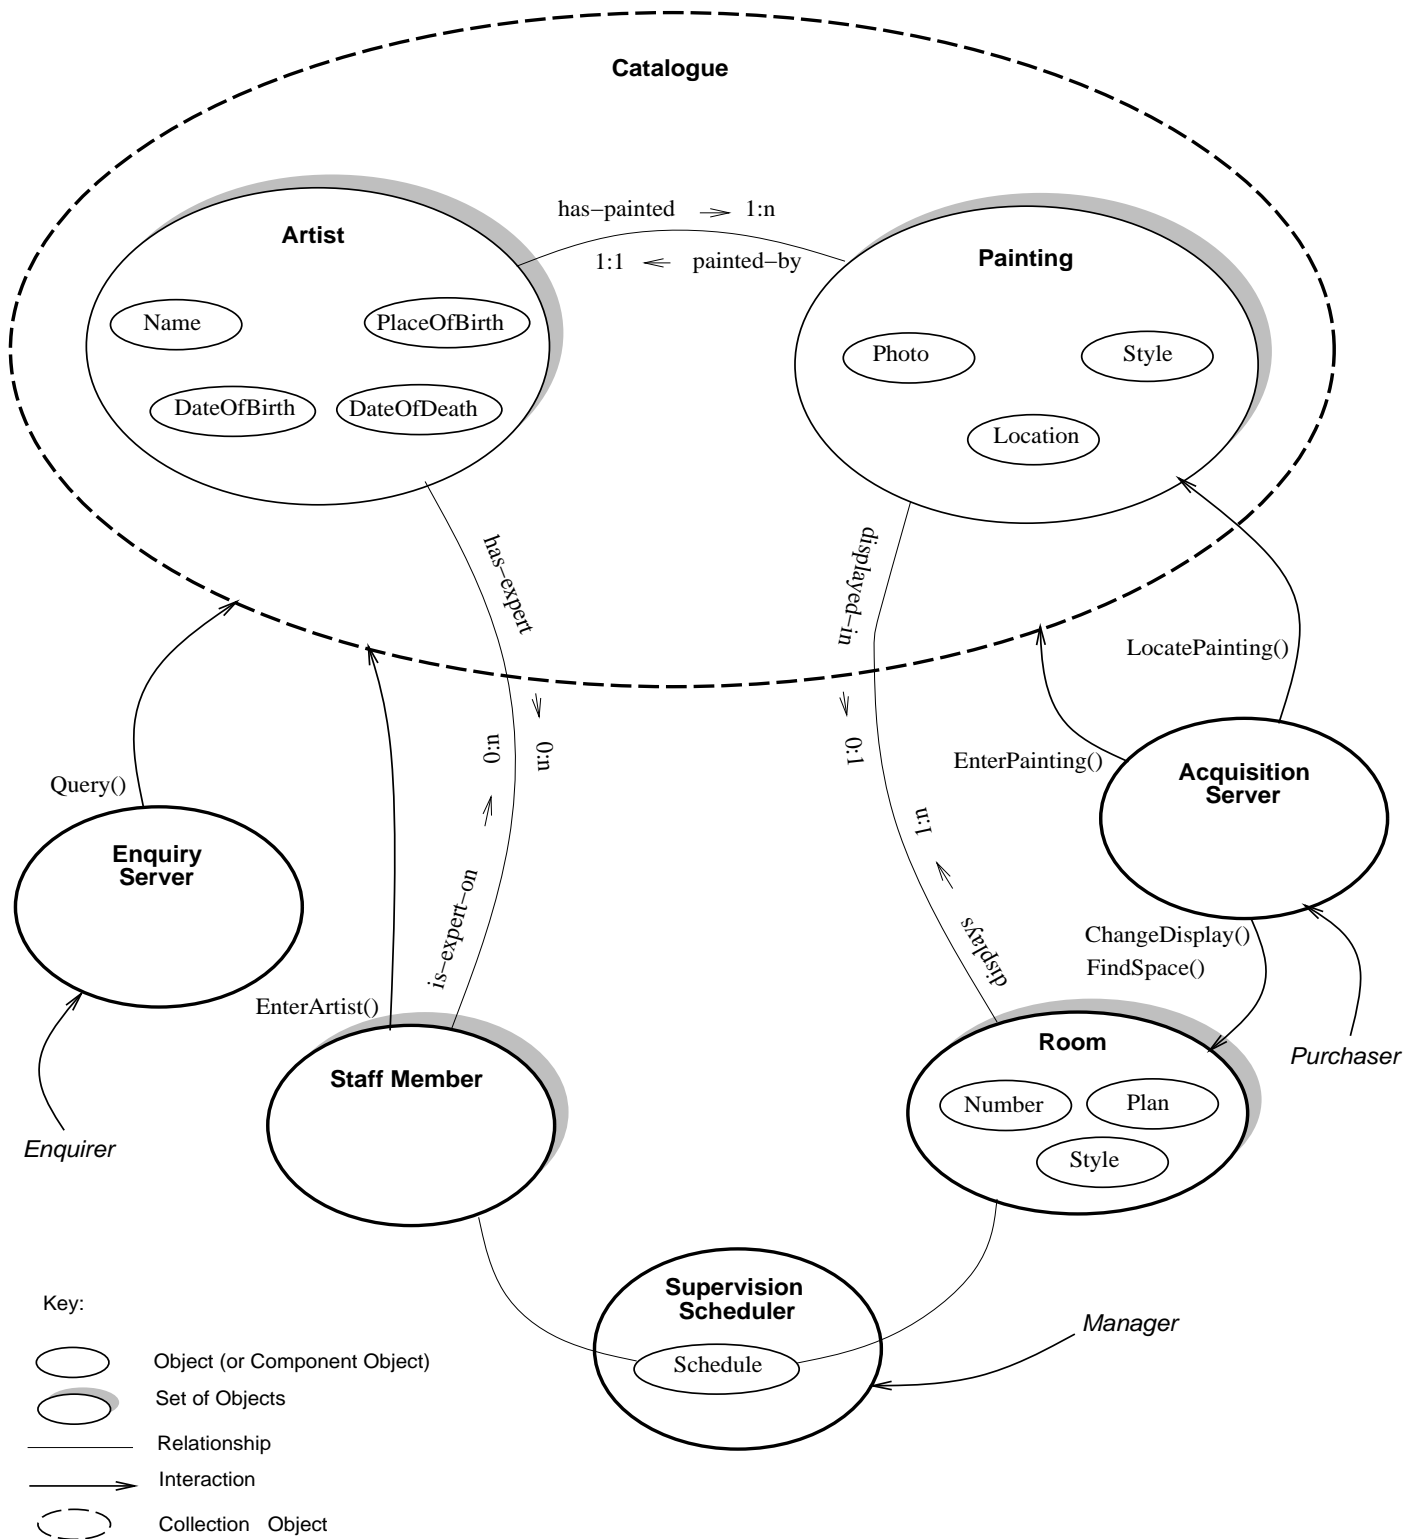 Catalogue
has−painted 1:n
Artist
1:1 painted−by
Painting
Name
PlaceOfBirth
Photo
Style
DateOfBirth
DateOfDeath
Location
has−expert
displayed−in
LocatePainting()
0:n
0:n
0:1
EnterPainting()
Acquisition
Server
Query()
1:n
Enquiry
Server
is−expert−on
displays
ChangeDisplay()
FindSpace()
EnterArtist()
Room
Purchaser
Staff Member
Number
Plan
Enquirer
Style
Supervision
Scheduler
Manager
Schedule
Key:
Object (or Component Object)
Set of Objects
Relationship
Interaction
Collection Object